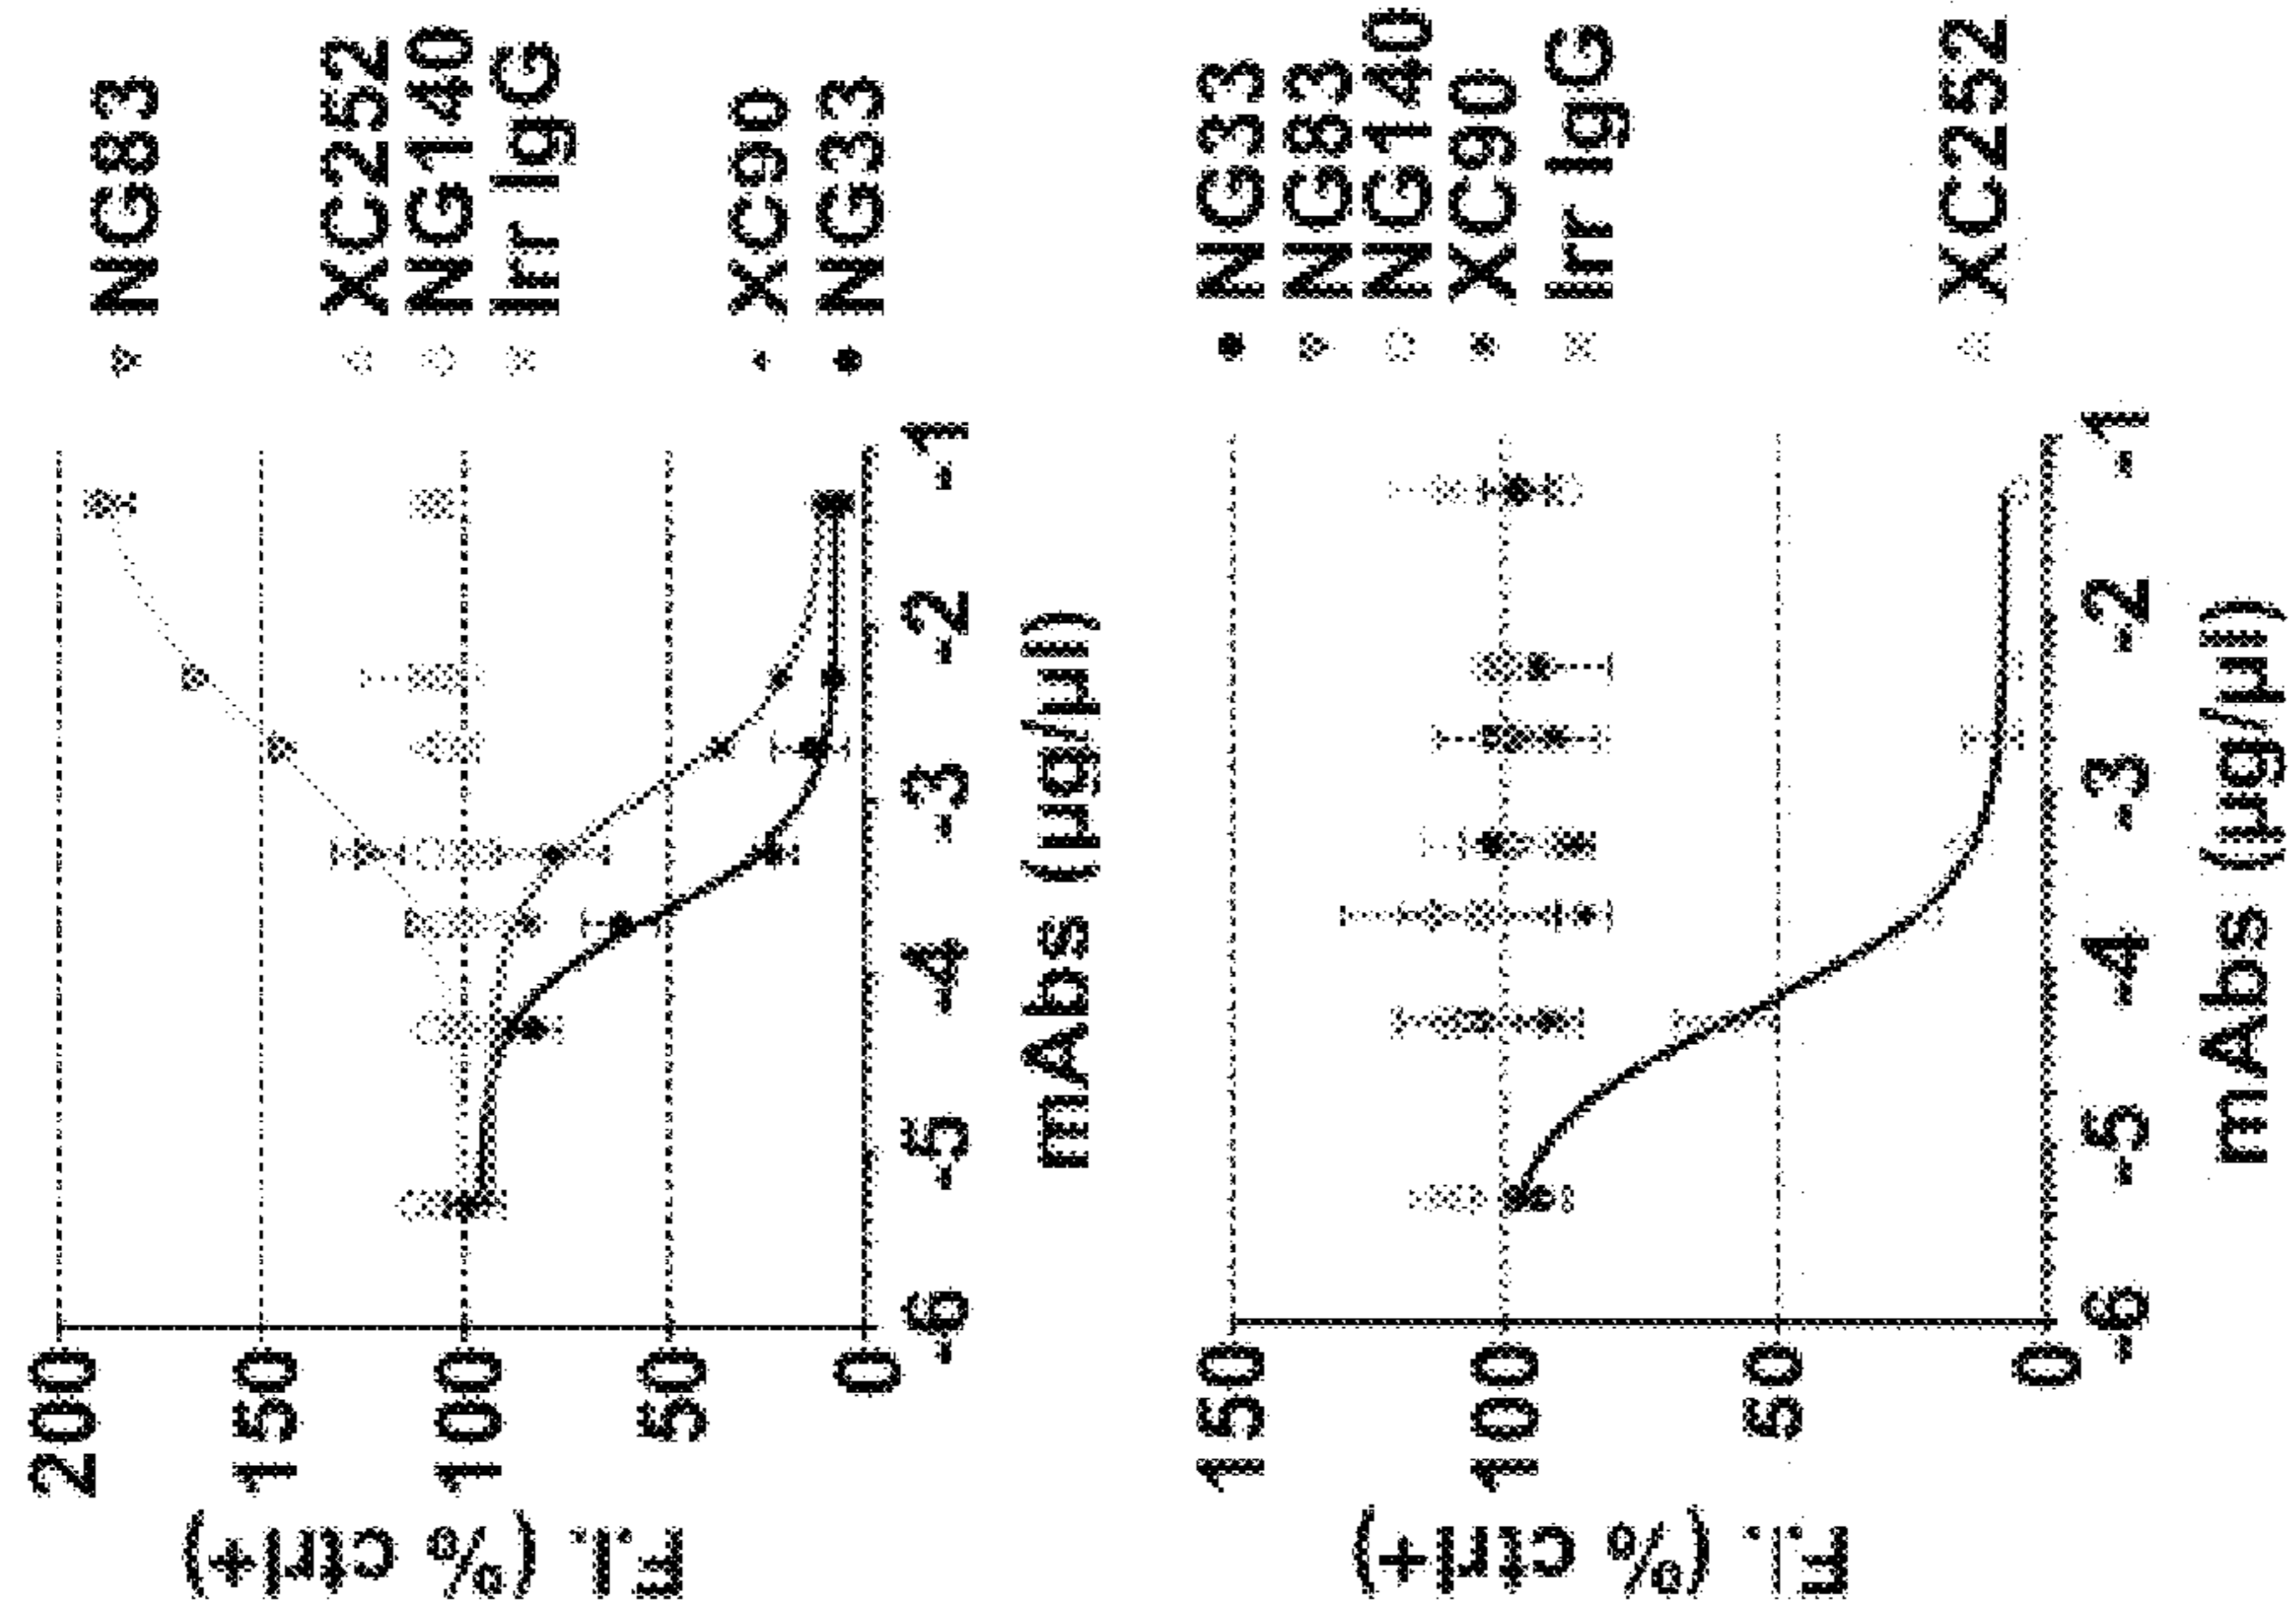 F.I. (% ctrl+)
200
150
100
50
0
-6
-5
-4
-3
-2
-1
mAbs (µg/µl)
NG83
XC252
NG140
Irr IgG
XC90
NG33
F.I. (% ctrl+)
150
100
50
0
-6
-5
-4
-3
-2
-1
mAbs (µg/µl)
NG33
NG83
NG140
XC90
Irr IgG
XC252